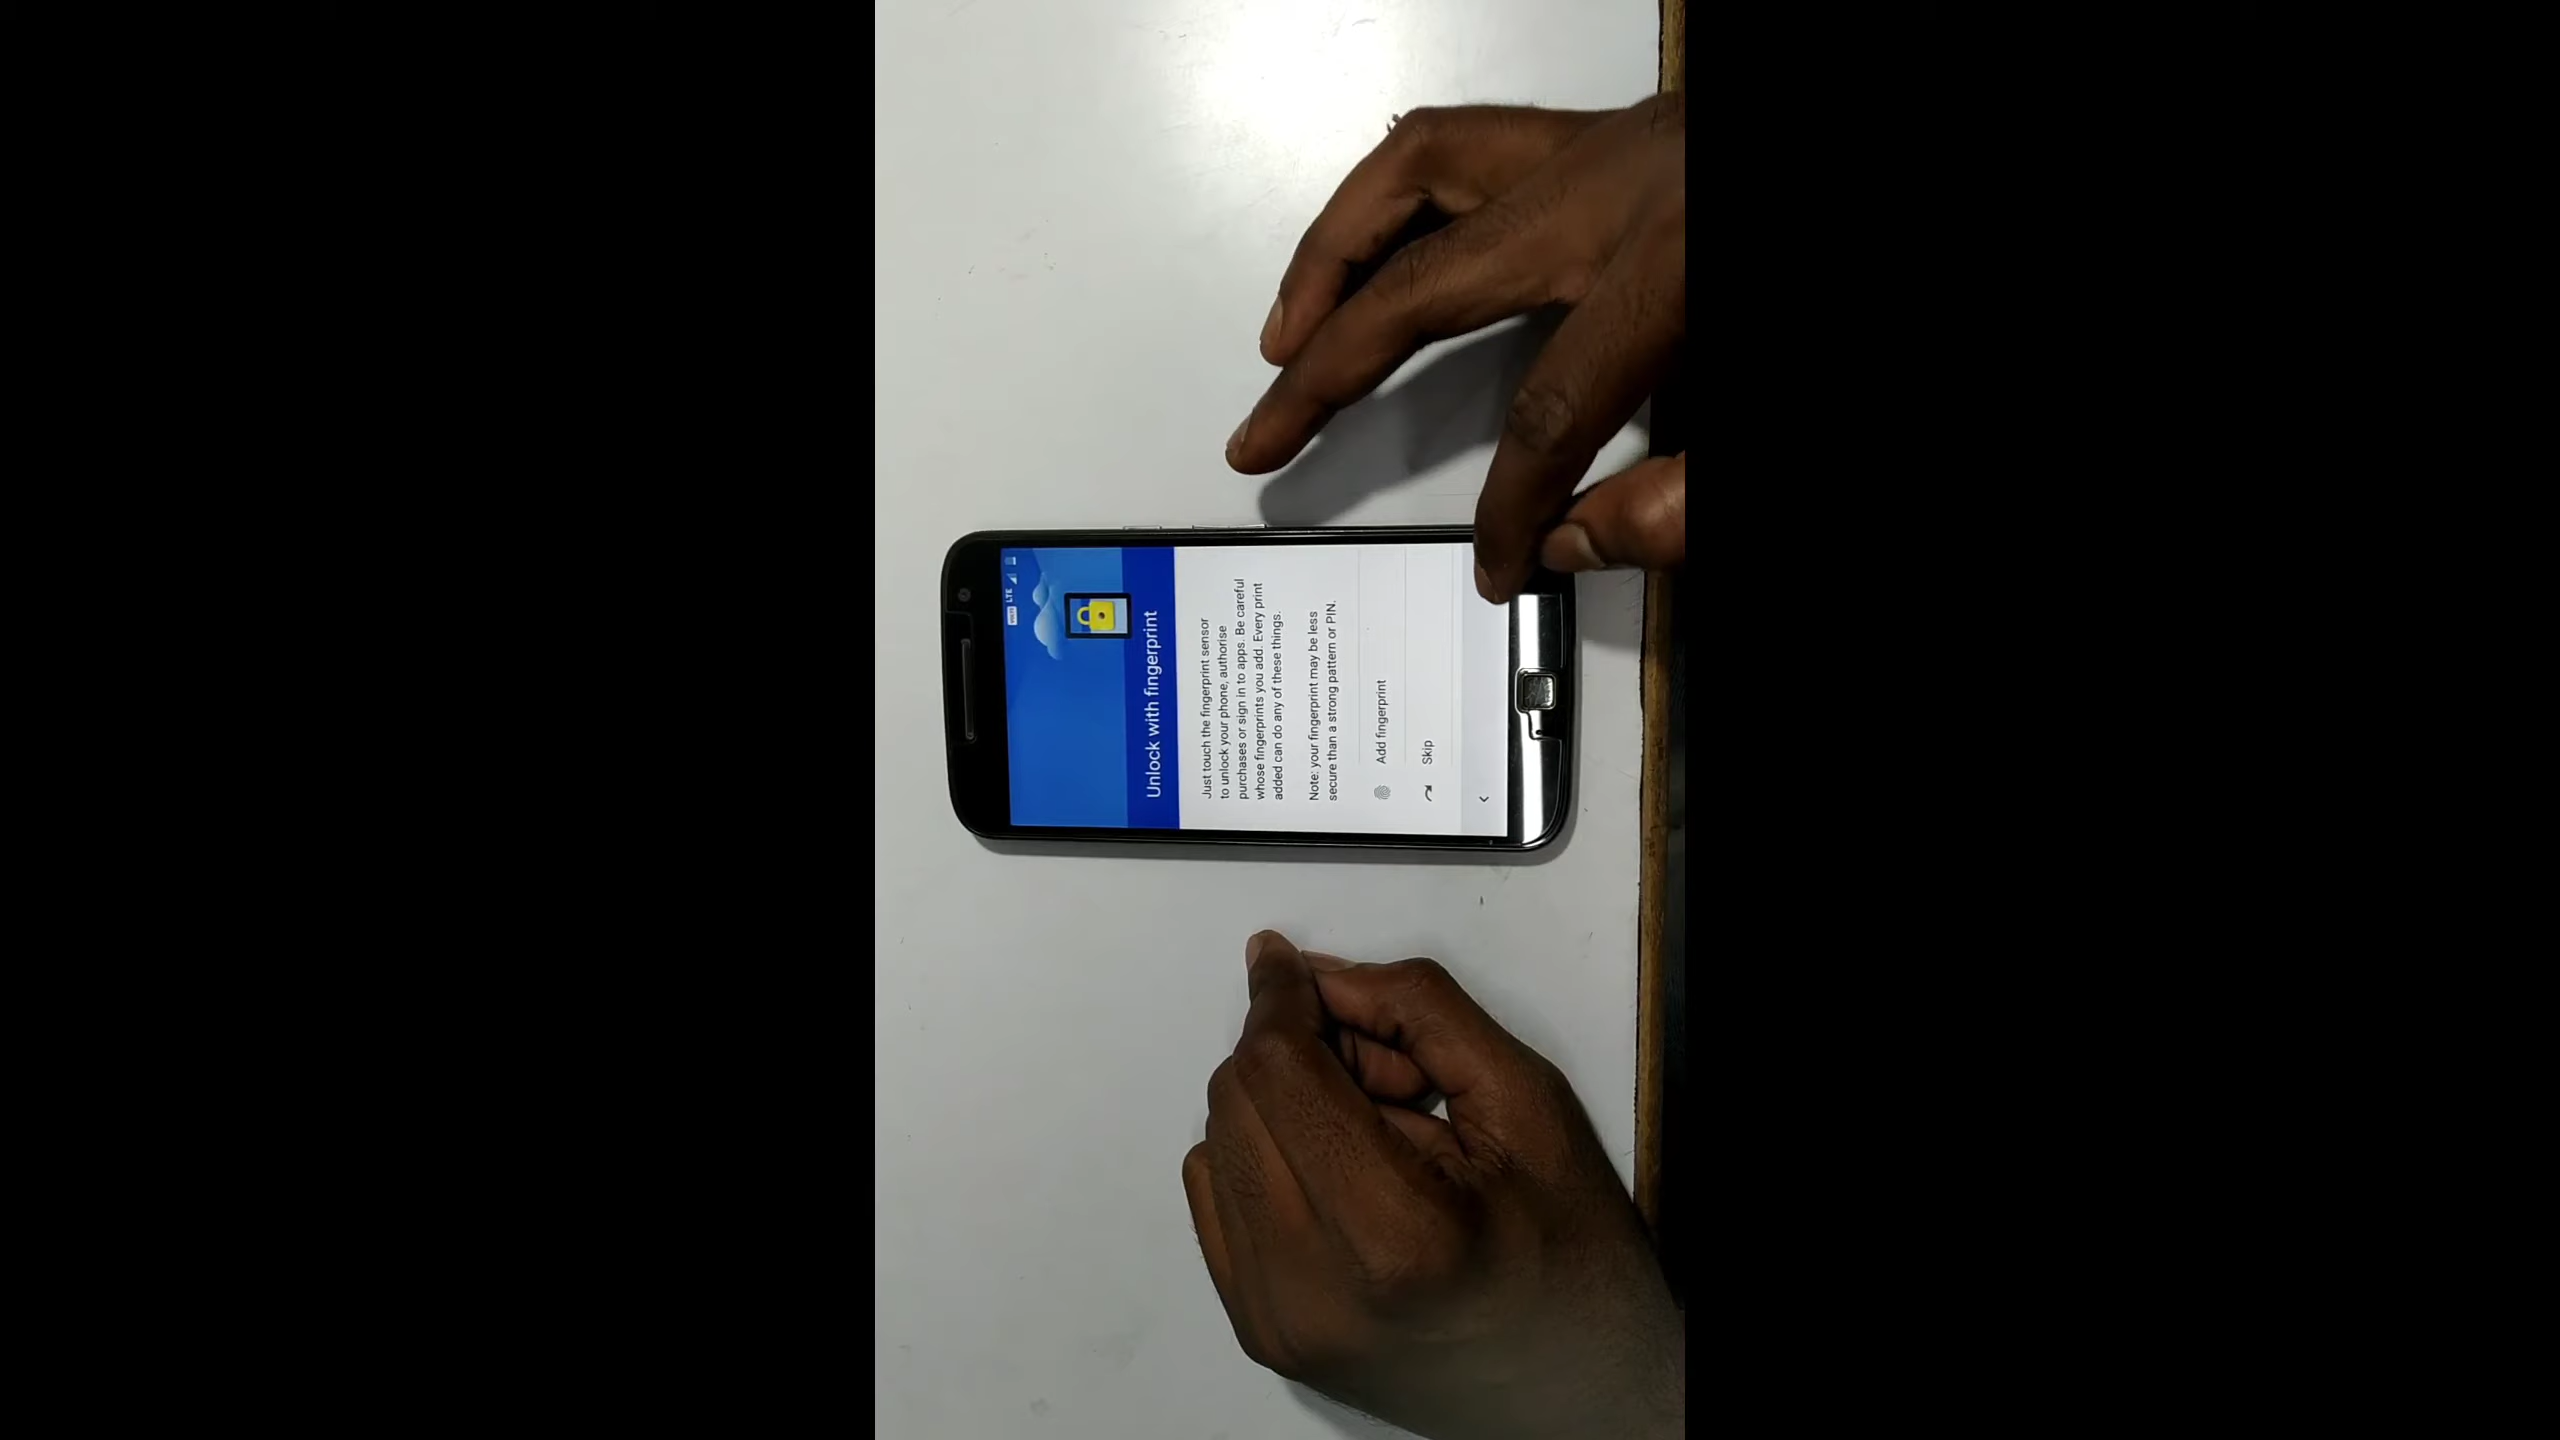 VoLTE LTE
Unlock with fingerprint
Just touch the fingerprint sensor
to unlock your phone, authorise
purchases or sign in to apps. Be careful
whose fingerprints you add. Every print
added can do any of these things.
Note: your fingerprint may be less
secure than a strong pattern or PIN.
Add fingerprint
Skip